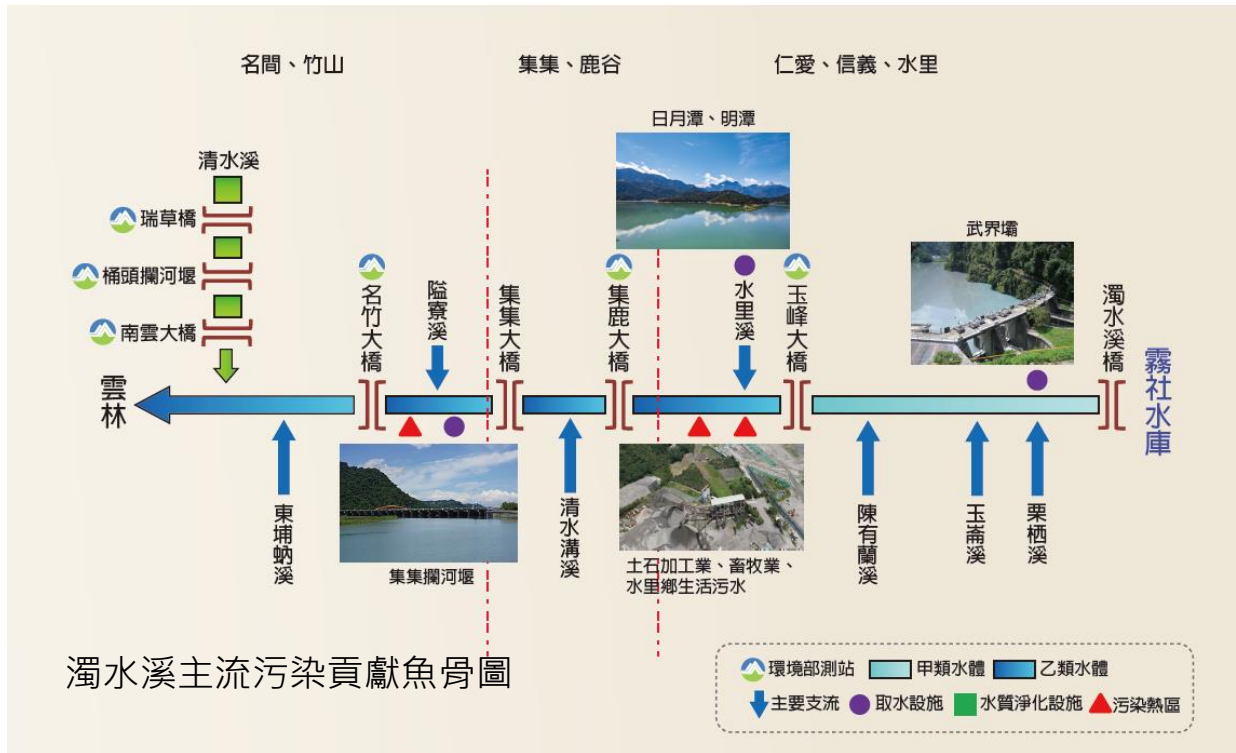 名間、竹山
集集、鹿谷
仁愛、信義、水里
日月潭、明潭
清水溪
瑞草橋
桶頭攔河堰
南雲大橋
武界壩
名竹大橋
隘寮溪
集集大橋
集鹿大橋
水里溪
玉峰大橋
濁水溪橋
雲林
霧社水庫
東埔蚋溪
集集攔河堰
清水溝溪
土石加工業、畜牧業、
水里鄉生活污水
陳有蘭溪
玉崙溪
栗栖溪
濁水溪主流污染貢獻魚骨圖
環境部測站 甲類水體 乙類水體
主要支流 取水設施 水質淨化設施 污染熱區